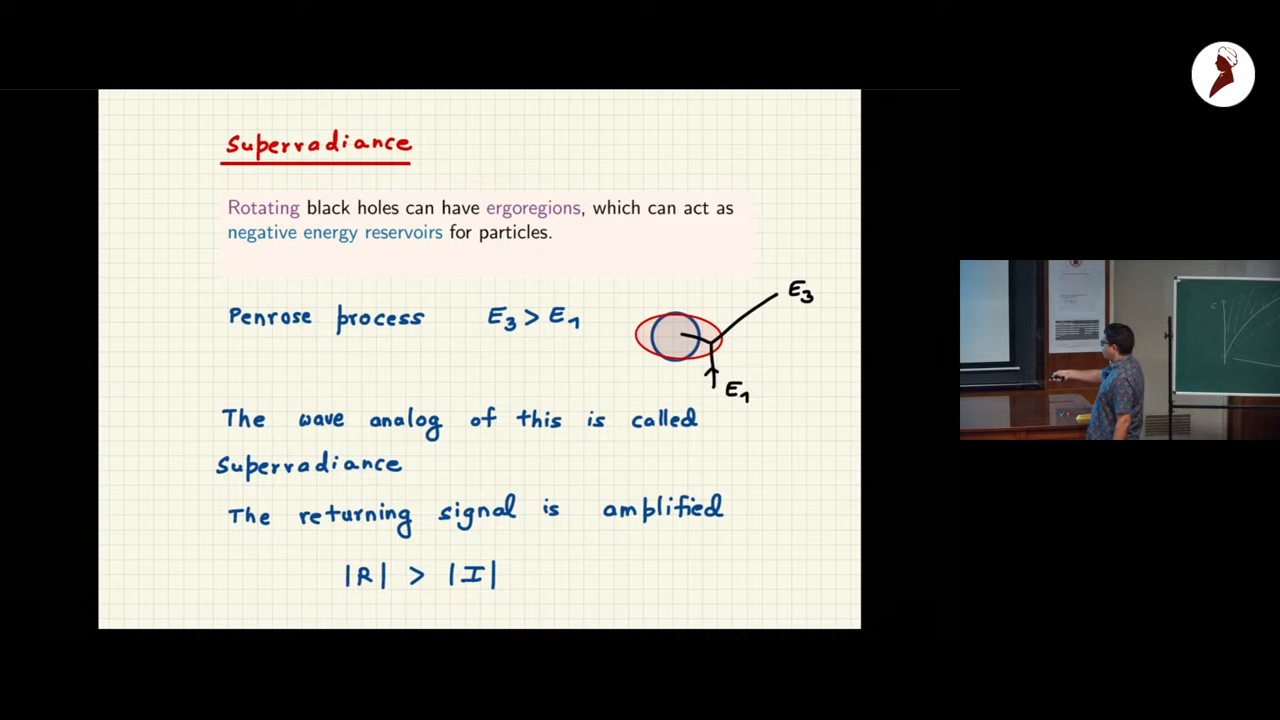 Superradiance
Rotating black holes can have ergoregions, which can act as
negative energy reservoirs for particles.
Penrose process E₃ > E₁
E₃
E₁
The wave analog of this is called
Superradiance
The returning signal is amplified
|R| > |I|